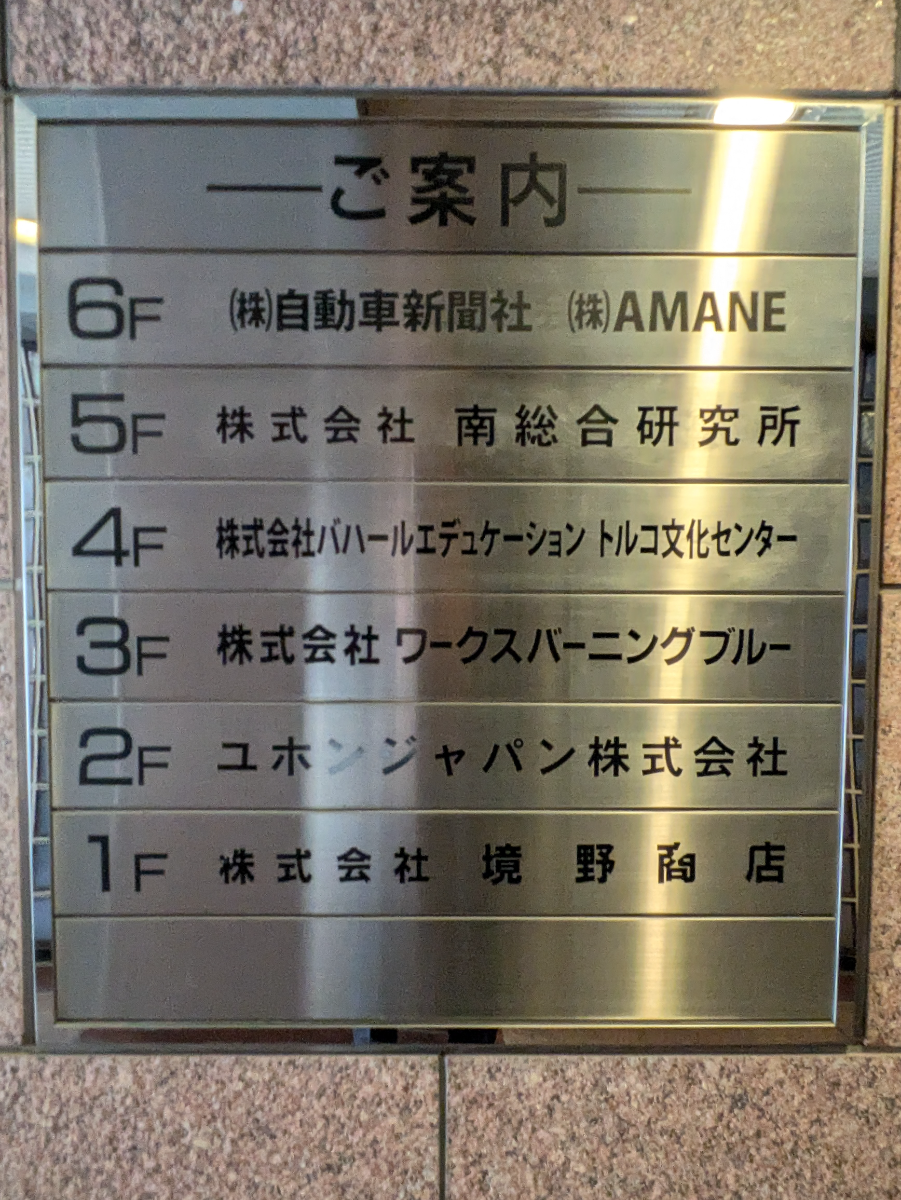 ご案内
6F (株)自動車新聞社 (株)AMANE
5F 株式会社 南総合研究所
4F 株式会社バハールエデュケーション トルコ文化センター
3F 株式会社 ワークスバーニングブルー
2F ユホンジャパン株式会社
1F 株式会社 境野商店